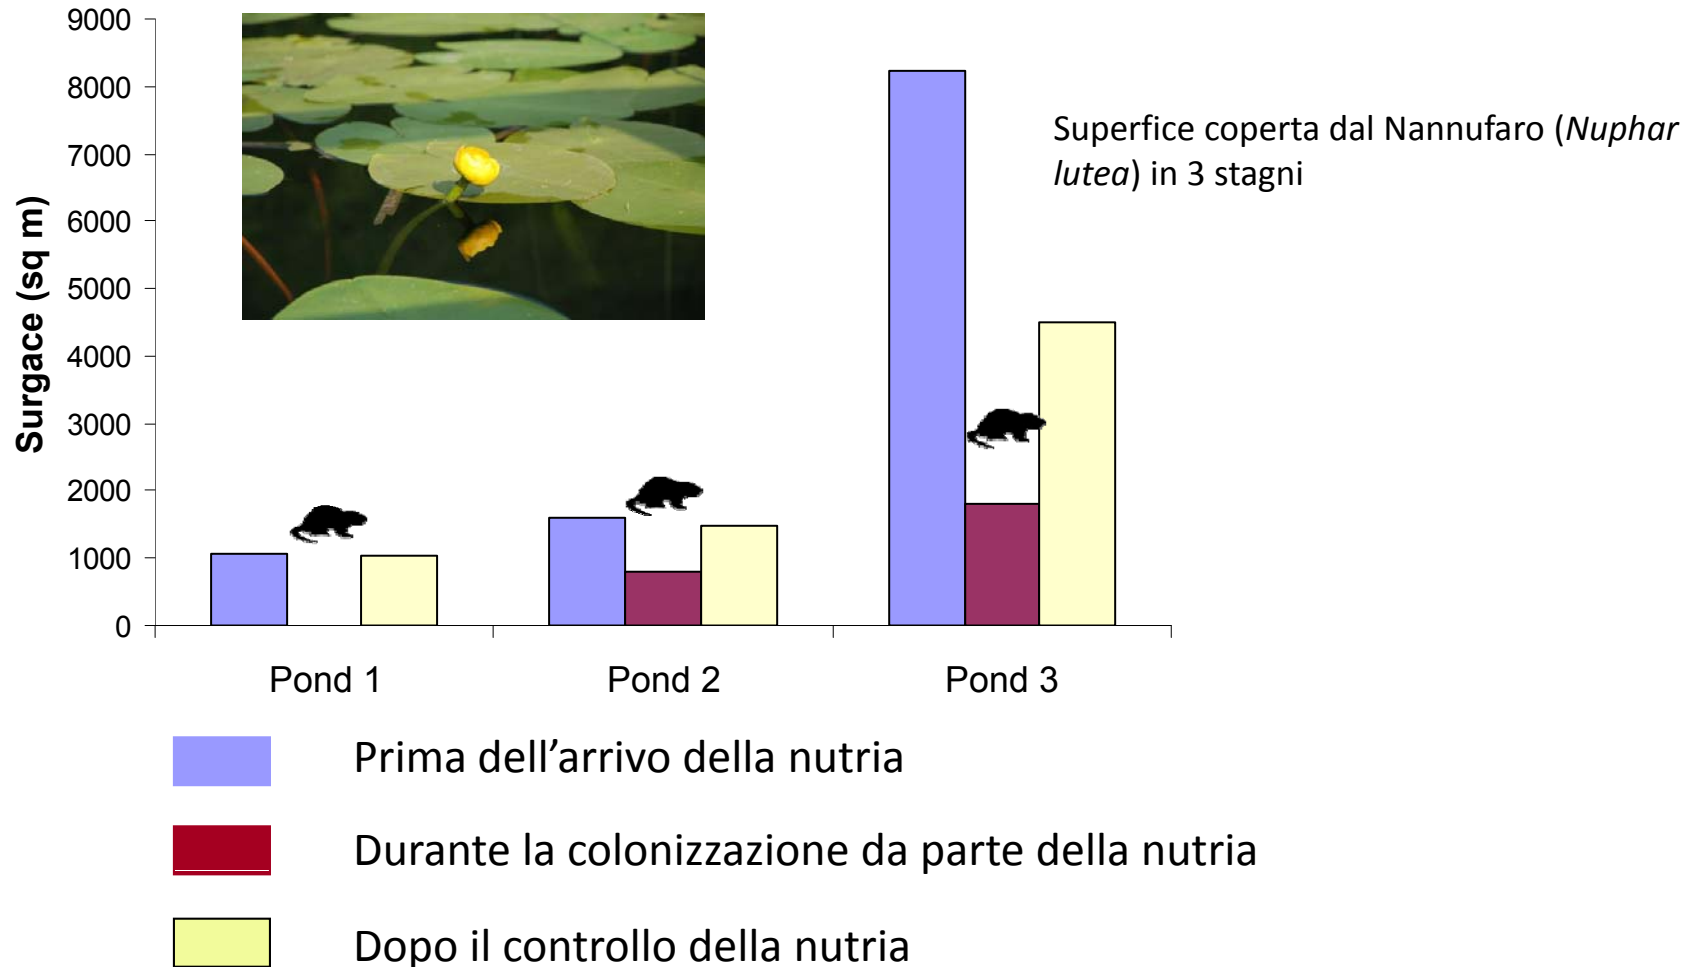 9000
8000
7000
6000
5000
4000
3000
2000
1000
0
Surgace (sq m)
Superfice coperta dal Nannufaro (Nuphar
lutea) in 3 stagni
Pond 1
Pond 2
Pond 3
Prima dell’arrivo della nutria
Durante la colonizzazione da parte della nutria
Dopo il controllo della nutria